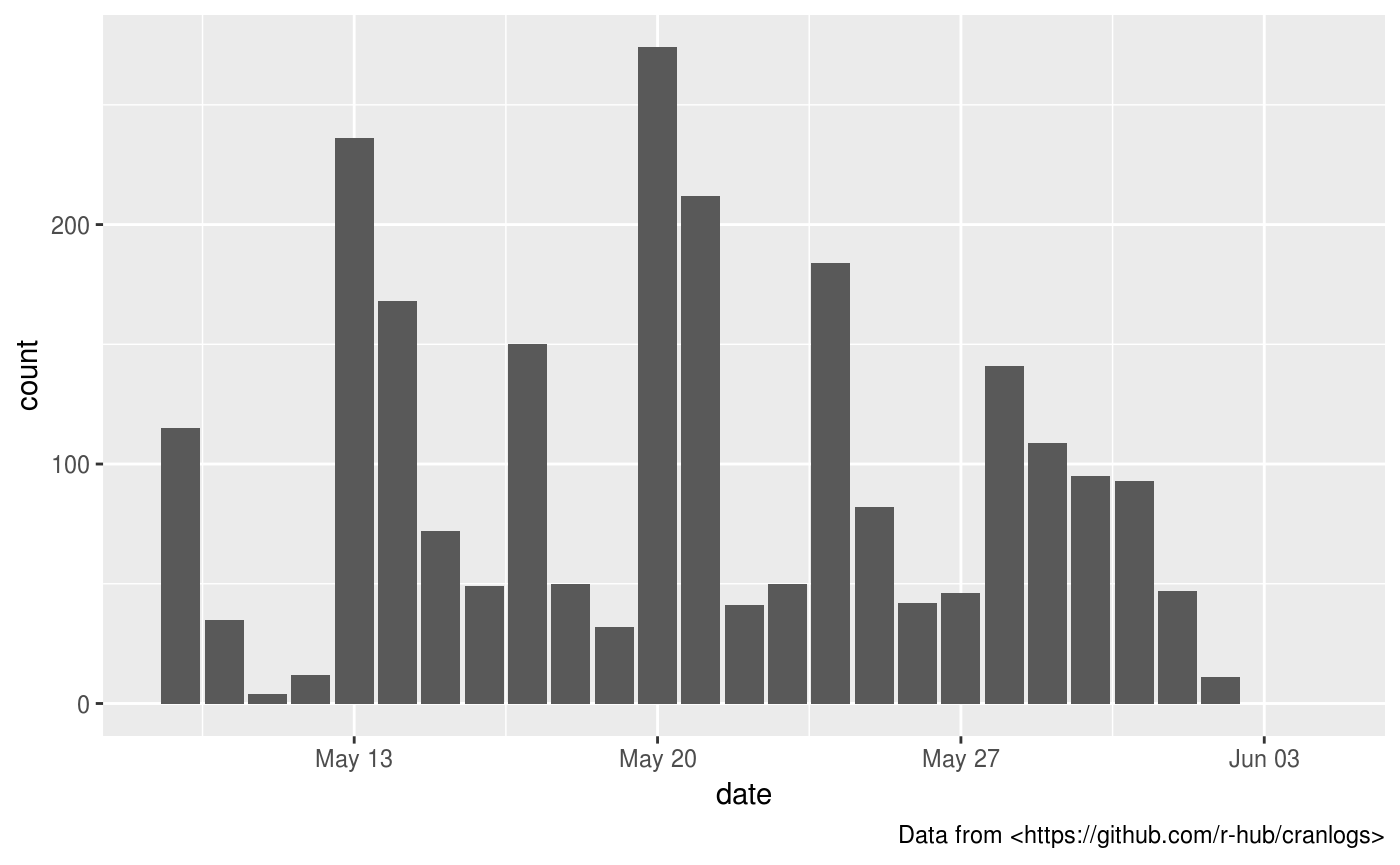 200
100
0
count
May 13
May 20
May 27
Jun 03
date
Data from <https://github.com/r-hub/cranlogs>